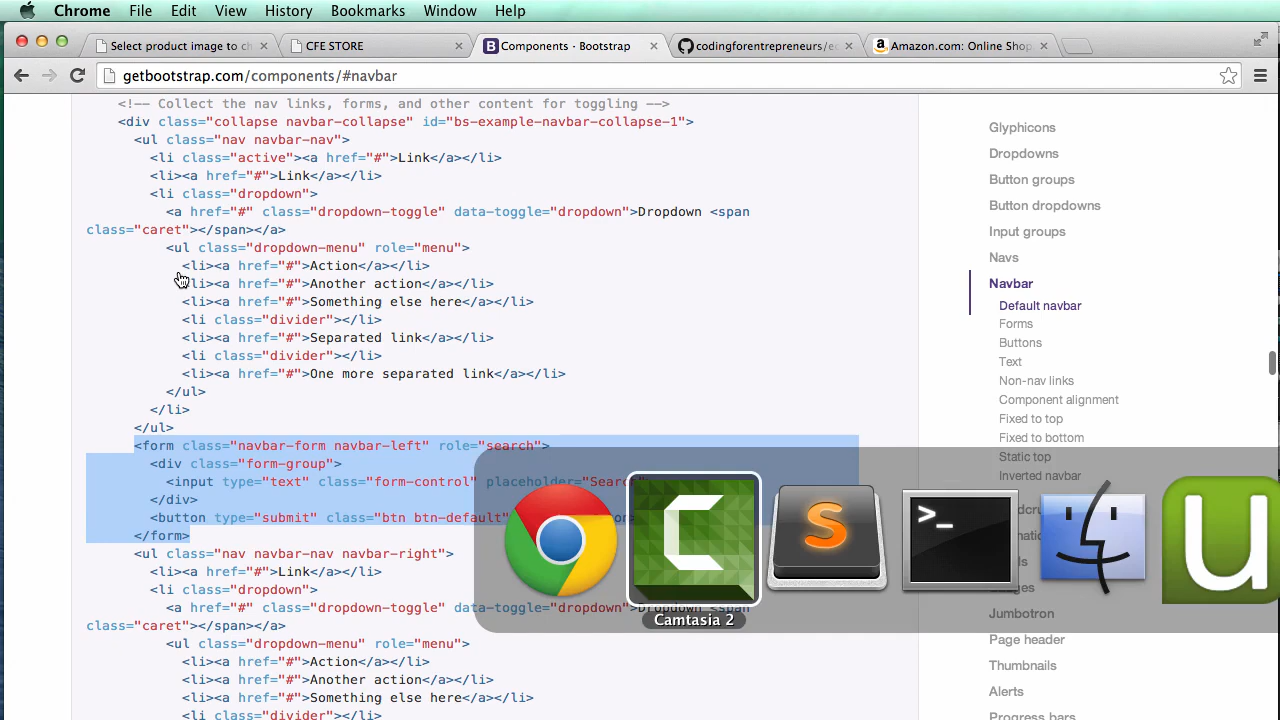 Chrome File Edit View History Bookmarks Window Help
Select product image to ch
CFE STORE
Components · Bootstrap
codingforentrepreneurs/e
Amazon.com: Online Shop
getbootstrap.com/components/#navbar
<!-- Collect the nav links, forms, and other content for toggling -->
<div class="collapse navbar-collapse" id="bs-example-navbar-collapse-1">
<ul class="nav navbar-nav">
<li class="active"><a href="#">Link</a></li>
<li><a href="#">Link</a></li>
<li class="dropdown">
<a href="#" class="dropdown-toggle" data-toggle="dropdown">Dropdown <span
class="caret"></span></a>
<ul class="dropdown-menu" role="menu">
<li><a href="#">Action</a></li>
<li><a href="#">Another action</a></li>
<li><a href="#">Something else here</a></li>
<li class="divider"></li>
<li><a href="#">Separated link</a></li>
<li class="divider"></li>
<li><a href="#">One more separated link</a></li>
</ul>
</li>
</ul>
<form class="navbar-form navbar-left" role="search">
<div class="form-group">
<input type="text" class="form-control" placeholder="Search">
</div>
<button type="submit" class="btn btn-default"
</form>
<ul class="nav navbar-nav navbar-right">
<li><a href="#">Link</a></li>
<li class="dropdown">
<a href="#" class="dropdown-toggle" data-toggle="dropdown">Dropdown <span
class="caret"></span></a>
<ul class="dropdown-menu" role="menu">
<li><a href="#">Action</a></li>
<li><a href="#">Another action</a></li>
<li><a href="#">Something else here</a></li>
<li class="divider"></li>
Glyphicons
Dropdowns
Button groups
Button dropdowns
Input groups
Navs
Navbar
Default navbar
Forms
Buttons
Text
Non-nav links
Component alignment
Fixed to top
Fixed to bottom
Static top
Inverted navbar
Jumbotron
Page header
Thumbnails
Alerts
Progress bars
Camtasia 2